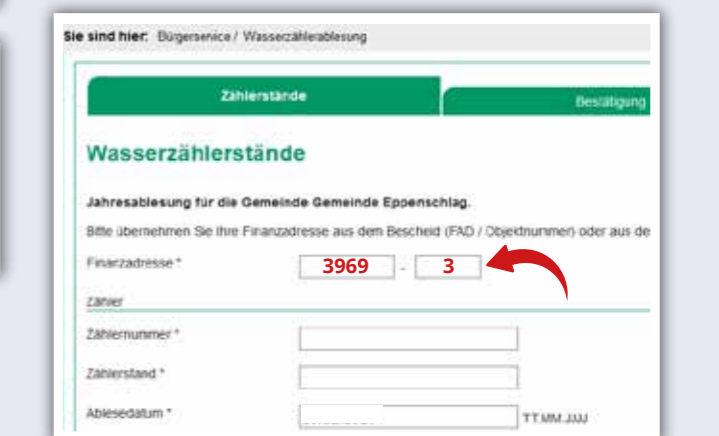 Sie sind hier: Bürgerservice / Wasserzählerablesung
Zählerstände
Bestätigung
Wasserzählerstände
Jahresablesung für die Gemeinde Gemeinde Eppenschlag.
Bitte übernehmen Sie Ihre Finanzadresse aus dem Bescheid (FAD / Objektnummer) oder aus de
Finanzadresse * 3969 - 3
Zähler
Zählernummer *
Zählerstand *
Ablesedatum * TT.MM.JJJJ